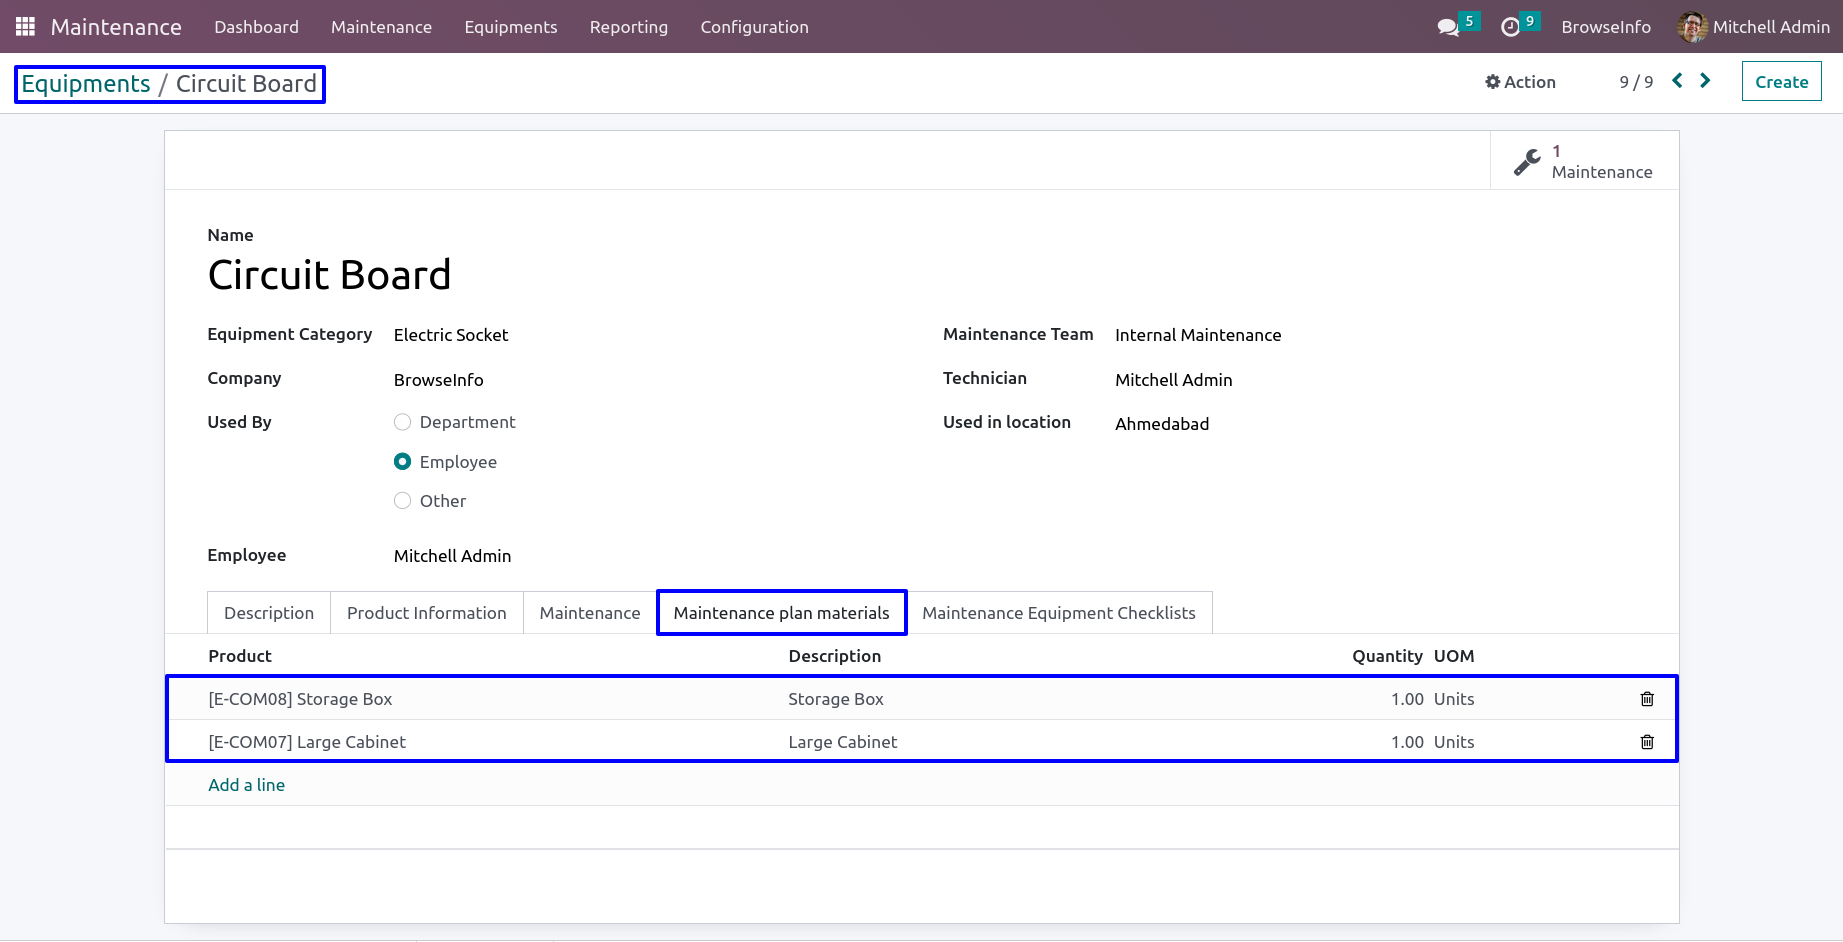 Maintenance Dashboard Maintenance Equipments Reporting Configuration 5 9 BrowseInfo Mitchell Admin
Equipments / Circuit Board Action 9 / 9 Create
1
Maintenance
Name
Circuit Board
Equipment Category Electric Socket Maintenance Team Internal Maintenance
Company BrowseInfo Technician Mitchell Admin
Used By Department Used in location Ahmedabad
Employee
Other
Employee Mitchell Admin
Description Product Information Maintenance Maintenance plan materials Maintenance Equipment Checklists
Product Description Quantity UOM
[E-COM08] Storage Box Storage Box 1.00 Units
[E-COM07] Large Cabinet Large Cabinet 1.00 Units
Add a line